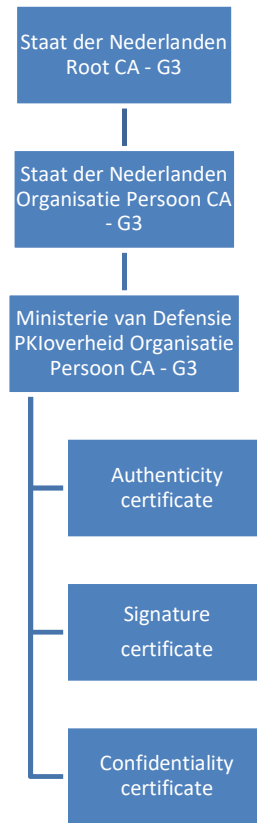 Staat der Nederlanden
Root CA - G3
Staat der Nederlanden
Organisatie Persoon CA
- G3
Ministerie van Defensie
PKIoverheid Organisatie
Persoon CA - G3
Authenticity
certificate
Signature
certificate
Confidentiality
certificate